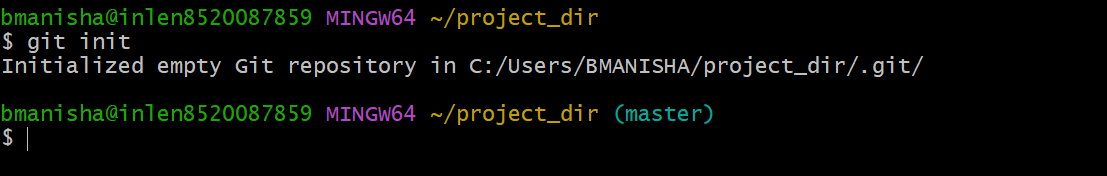 bmanisha@inlen8520087859 MINGW64 ~/project_dir
$ git init
Initialized empty Git repository in C:/Users/BMANISHA/project_dir/.git/
bmanisha@inlen8520087859 MINGW64 ~/project_dir (master)
$